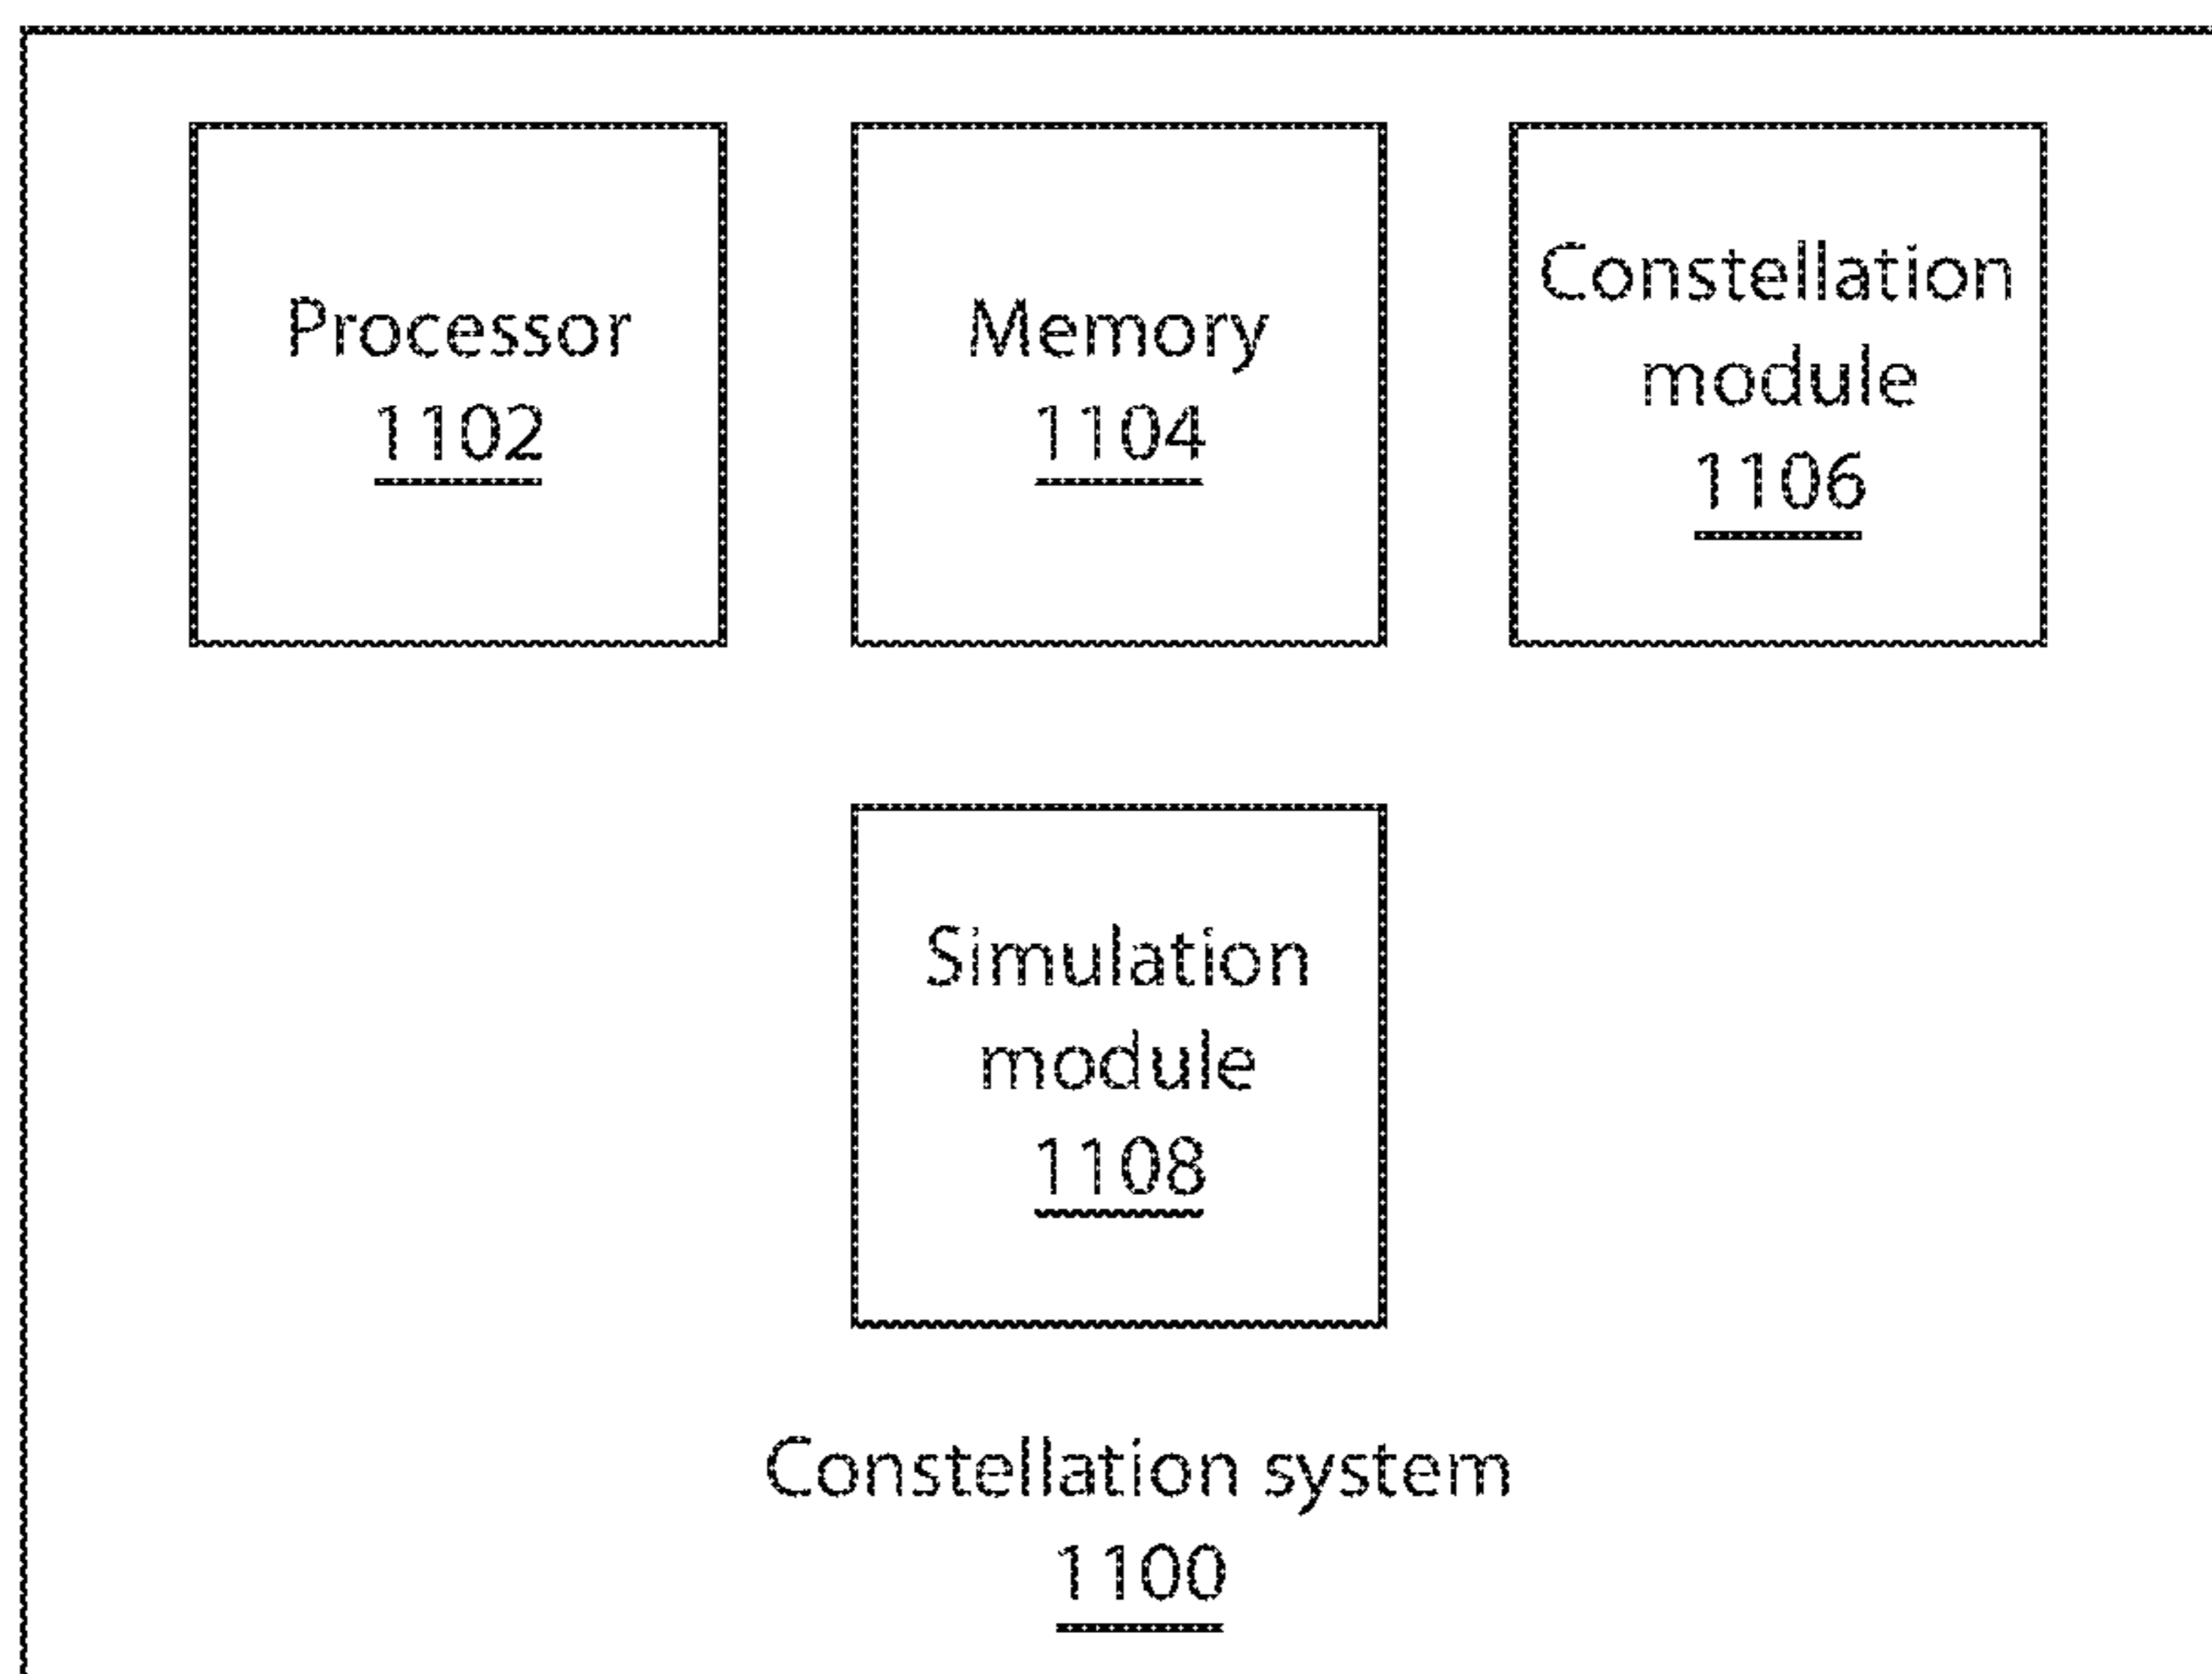 Processor
1102
Memory
1104
Constellation
module
1106
Simulation
module
1108
Constellation system
1100